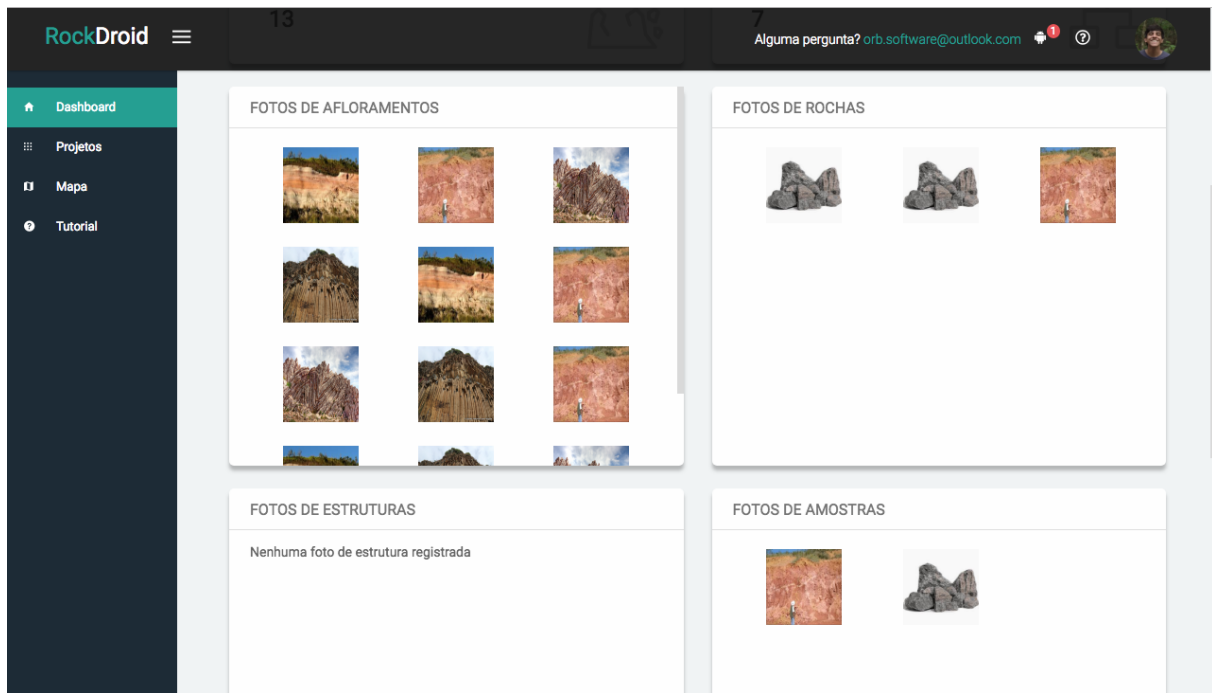 13
7
RockDroid
Alguma pergunta? orb.software@outlook.com
1
Dashboard
Projetos
Mapa
Tutorial
FOTOS DE AFLORAMENTOS
FOTOS DE ROCHAS
FOTOS DE ESTRUTURAS
Nenhuma foto de estrutura registrada
FOTOS DE AMOSTRAS